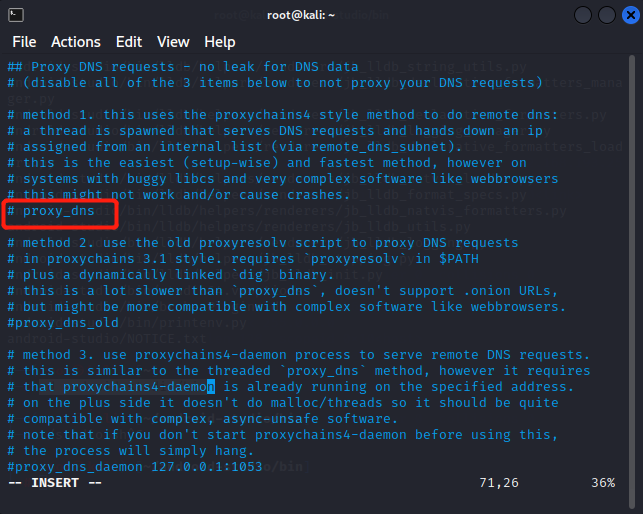 root@kali: ~
File Actions Edit View Help
## Proxy DNS requests - no leak for DNS data
# (disable all of the 3 items below to not proxy your DNS requests)
# method 1. this uses the proxychains4 style method to do remote dns:
# a thread is spawned that serves DNS requests and hands down an ip
# assigned from an internal list (via remote_dns_subnet).
# this is the easiest (setup-wise) and fastest method, however on
# systems with buggy libcs and very complex software like webbrowsers
# this might not work and/or cause crashes.
# proxy_dns
# method 2. use the old proxyresolv script to proxy DNS requests
# in proxychains 3.1 style. requires `proxyresolv` in $PATH
# plus a dynamically linked `dig` binary.
# this is a lot slower than `proxy_dns`, doesn't support .onion URLs,
# but might be more compatible with complex software like webbrowsers.
#proxy_dns_old
# method 3. use proxychains4-daemon process to serve remote DNS requests.
# this is similar to the threaded `proxy_dns` method, however it requires
# that proxychains4-daemon is already running on the specified address.
# on the plus side it doesn't do malloc/threads so it should be quite
# compatible with complex, async-unsafe software.
# note that if you don't start proxychains4-daemon before using this,
# the process will simply hang.
#proxy_dns_daemon 127.0.0.1:1053
-- INSERT -- 71,26 36%